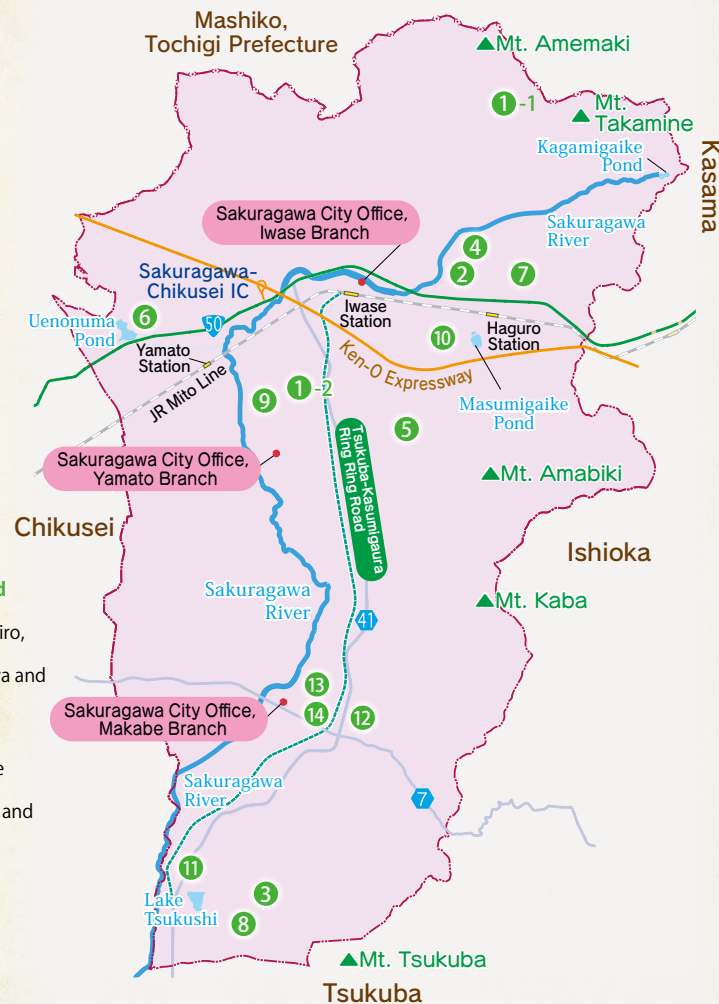 Mashiko,
Tochigi Prefecture
Mt. Amemaki
1-1
Mt.
Takamine
Kagamigaike
Pond
Kasama
Sakuragawa City Office,
Iwase Branch
Sakuragawa
River
4
2
7
Sakuragawa-
Chikusei IC
6
Uenonuma
Pond
50
Iwase
Station
Haguro
Station
10
Yamato
Station
Ken-O Expressway
JR Mito Line
Masumigaike
Pond
9
1-2
5
Tsukuba-Kasumigaura
Ring Ring Road
Sakuragawa City Office,
Yamato Branch
Mt. Amabiki
Chikusei
Ishioka
d
Sakuragawa
River
Mt. Kaba
iro,
41
a and
13
Sakuragawa City Office,
Makabe Branch
14
12
e
Sakuragawa
River
7
and
11
Lake
Tsukushi
3
8
Mt. Tsukuba
Tsukuba